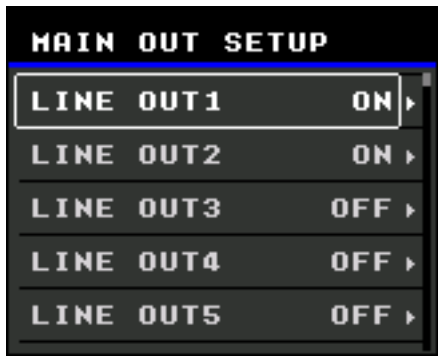 MAIN OUT SETUP
LINE OUT1 ON
LINE OUT2 ON
LINE OUT3 OFF
LINE OUT4 OFF
LINE OUT5 OFF